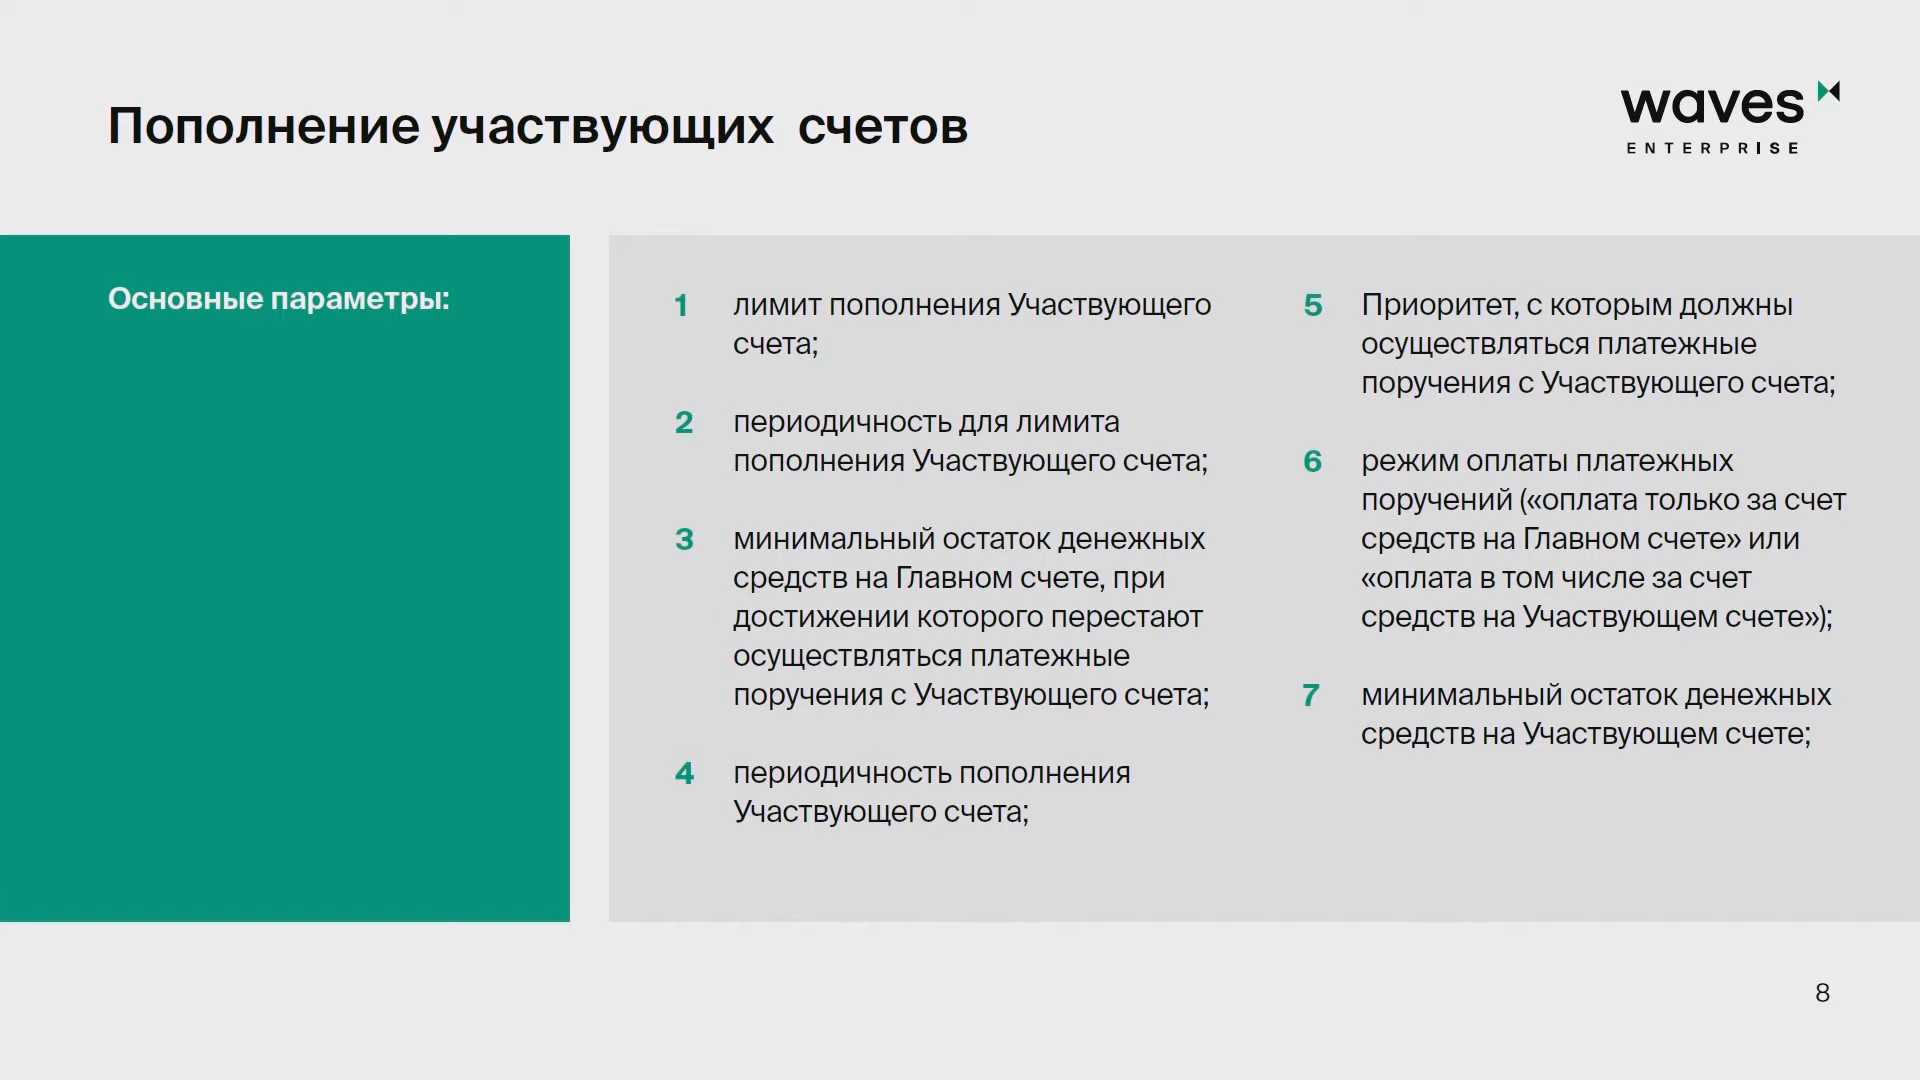 Пополнение участвующих  счетов
waves
ENTERPRISE
Основные параметры:
1 лимит пополнения Участвующего
счета;
2 периодичность для лимита
пополнения Участвующего счета;
3 минимальный остаток денежных
средств на Главном счете, при
достижении которого перестают
осуществляться платежные
поручения с Участвующего счета;
4 периодичность пополнения
Участвующего счета;
5 Приоритет, с которым должны
осуществляться платежные
поручения с Участвующего счета;
6 режим оплаты платежных
поручений («оплата только за счет
средств на Главном счете» или
«оплата в том числе за счет
средств на Участвующем счете»);
7 минимальный остаток денежных
средств на Участвующем счете;
8